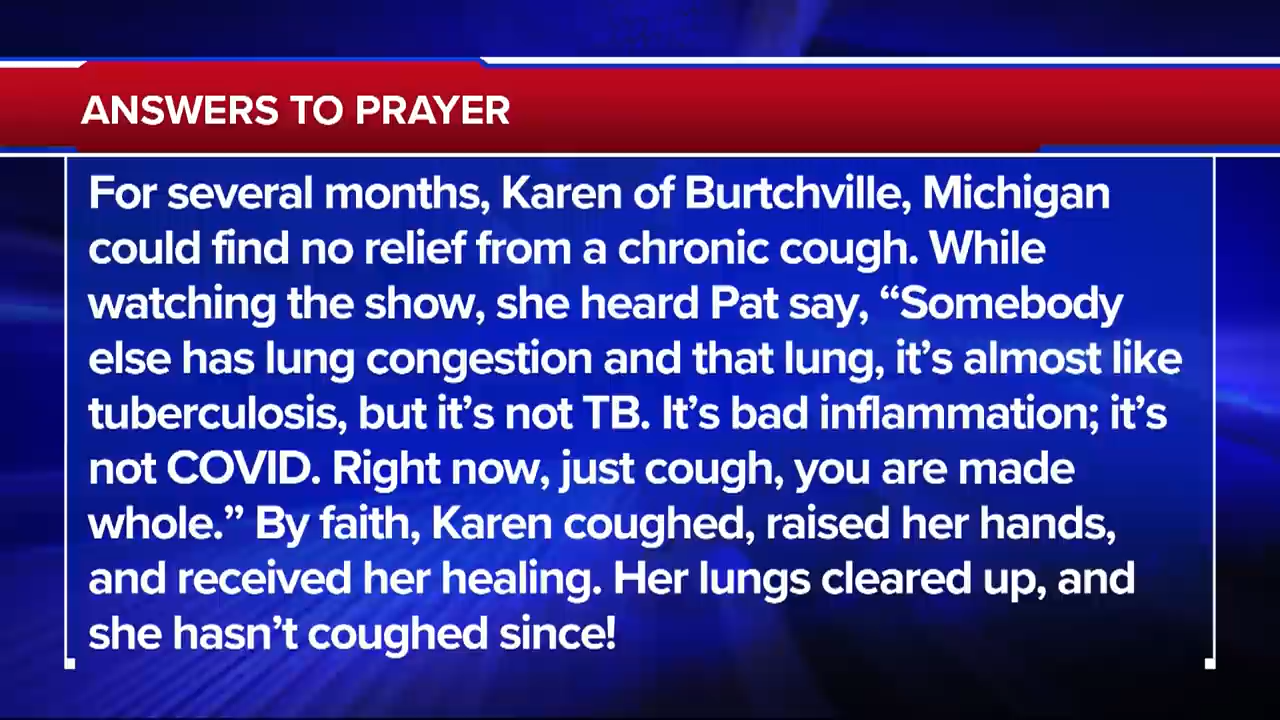 ANSWERS TO PRAYER
For several months, Karen of Burtchville, Michigan
could find no relief from a chronic cough. While
watching the show, she heard Pat say, “Somebody
else has lung congestion and that lung, it’s almost like
tuberculosis, but it’s not TB. It’s bad inflammation; it’s
not COVID. Right now, just cough, you are made
whole.” By faith, Karen coughed, raised her hands,
and received her healing. Her lungs cleared up, and
she hasn’t coughed since!